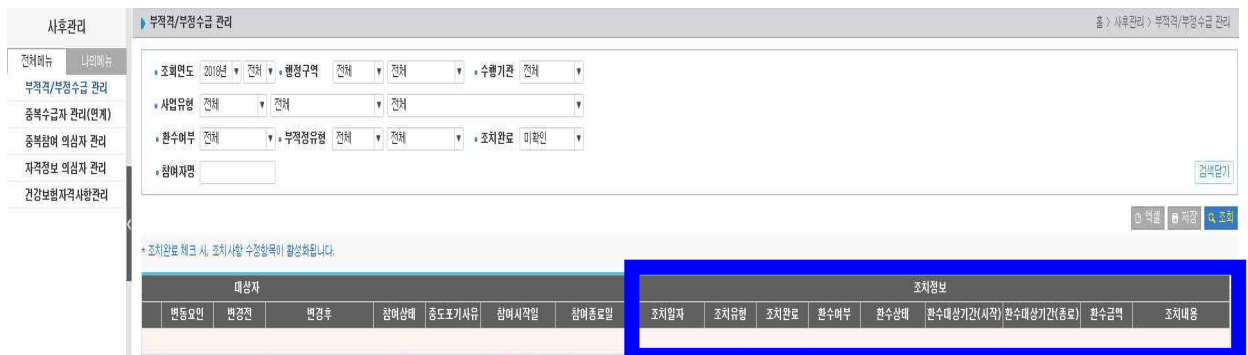 사후관리
부적격/부정수급 관리
홈 > 사후관리 > 부적격/부정수급 관리
전체메뉴 나의메뉴
부적격/부정수급 관리
중복수급자 관리(연계)
중복참여 의심자 관리
자격정보 의심자 관리
건강보험자격사항관리
조회연도 2018년 전체 행정구역 전체 전체 수행기관 전체
사업유형 전체 전체 전체
환수여부 전체 부적정유형 전체 전체 조치완료 미확인
참여자명
검색닫기
엑셀 저장 조회
* 조치완료 체크 시, 조치사항 수정항목이 활성화됩니다.
대상자 조치정보
변동요인 변경전 변경후 참여상태 중도포기사유 참여시작일 참여종료일 조치일자 조치유형 조치완료 환수여부 환수상태 환수대상기간(시작) 환수대상기간(종료) 환수금액 조치내용